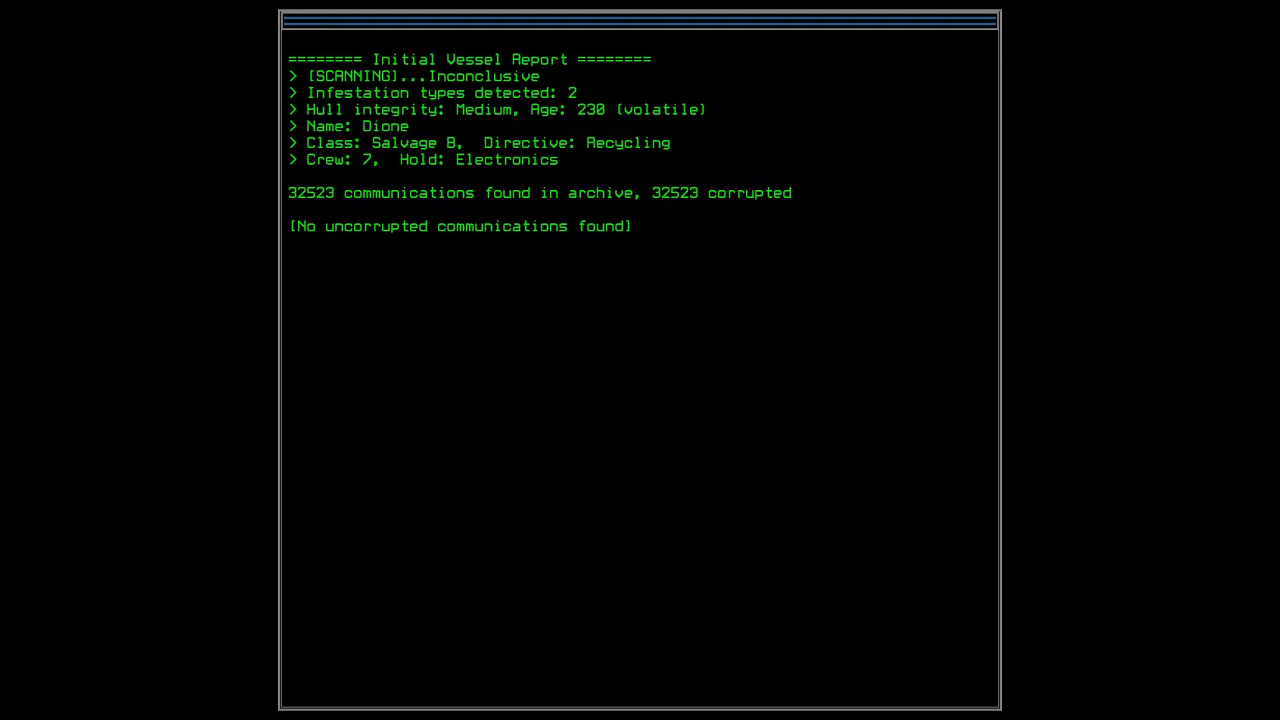 ======== Initial Vessel Report ========
> [SCANNING]...Inconclusive
> Infestation types detected: 2
> Hull integrity: Medium, Age: 230 (volatile)
> Name: Dione
> Class: Salvage B,  Directive: Recycling
> Crew: 7,  Hold: Electronics
32523 communications found in archive, 32523 corrupted
[No uncorrupted communications found]